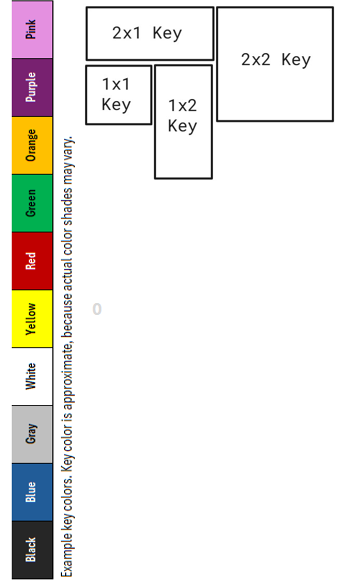 Pink
Purple
Orange
Green
Red
Yellow
White
Gray
Blue
Black
Example key colors. Key color is approximate, because actual color shades may vary.
2x1 Key
2x2 Key
1x1
Key
1x2
Key
0